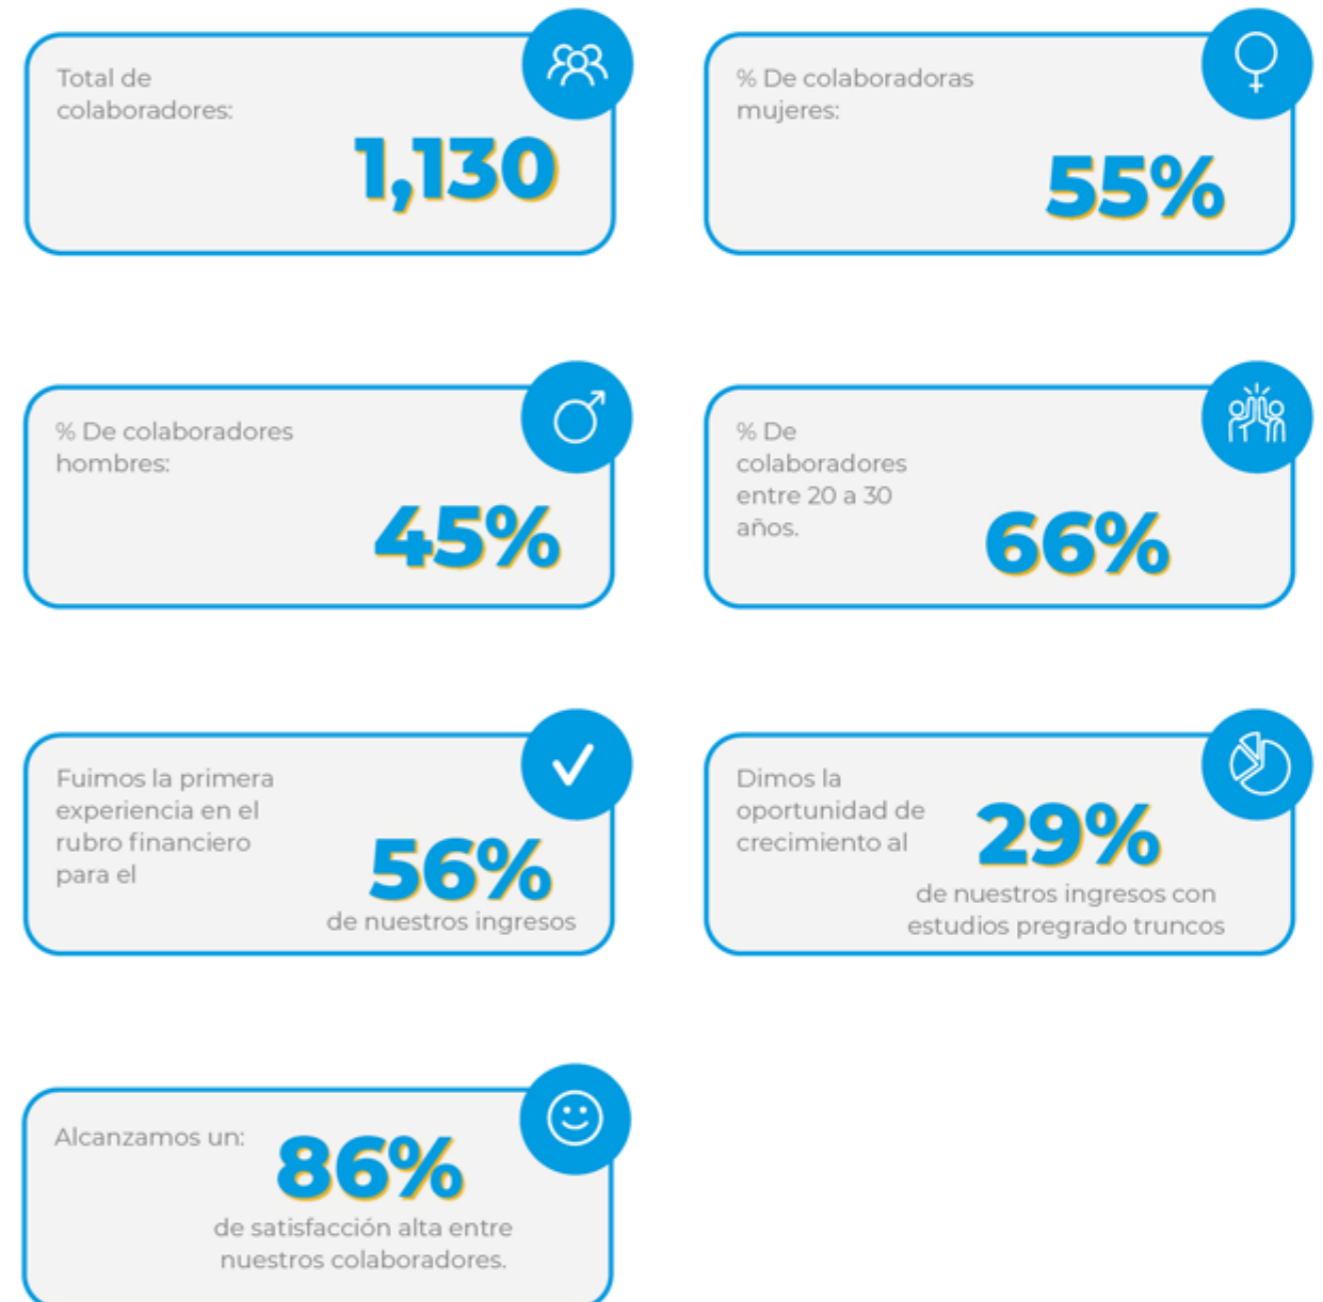 Total de
colaboradores:
1,130
% De colaboradoras
mujeres:
55%
% De colaboradores
hombres:
45%
% De
colaboradores
entre 20 a 30
años.
66%
Fuimos la primera
experiencia en el
rubro financiero
para el
56%
de nuestros ingresos
Dimos la
oportunidad de
crecimiento al
29%
de nuestros ingresos con
estudios pregrado truncos
Alcanzamos un:
86%
de satisfacción alta entre
nuestros colaboradores.